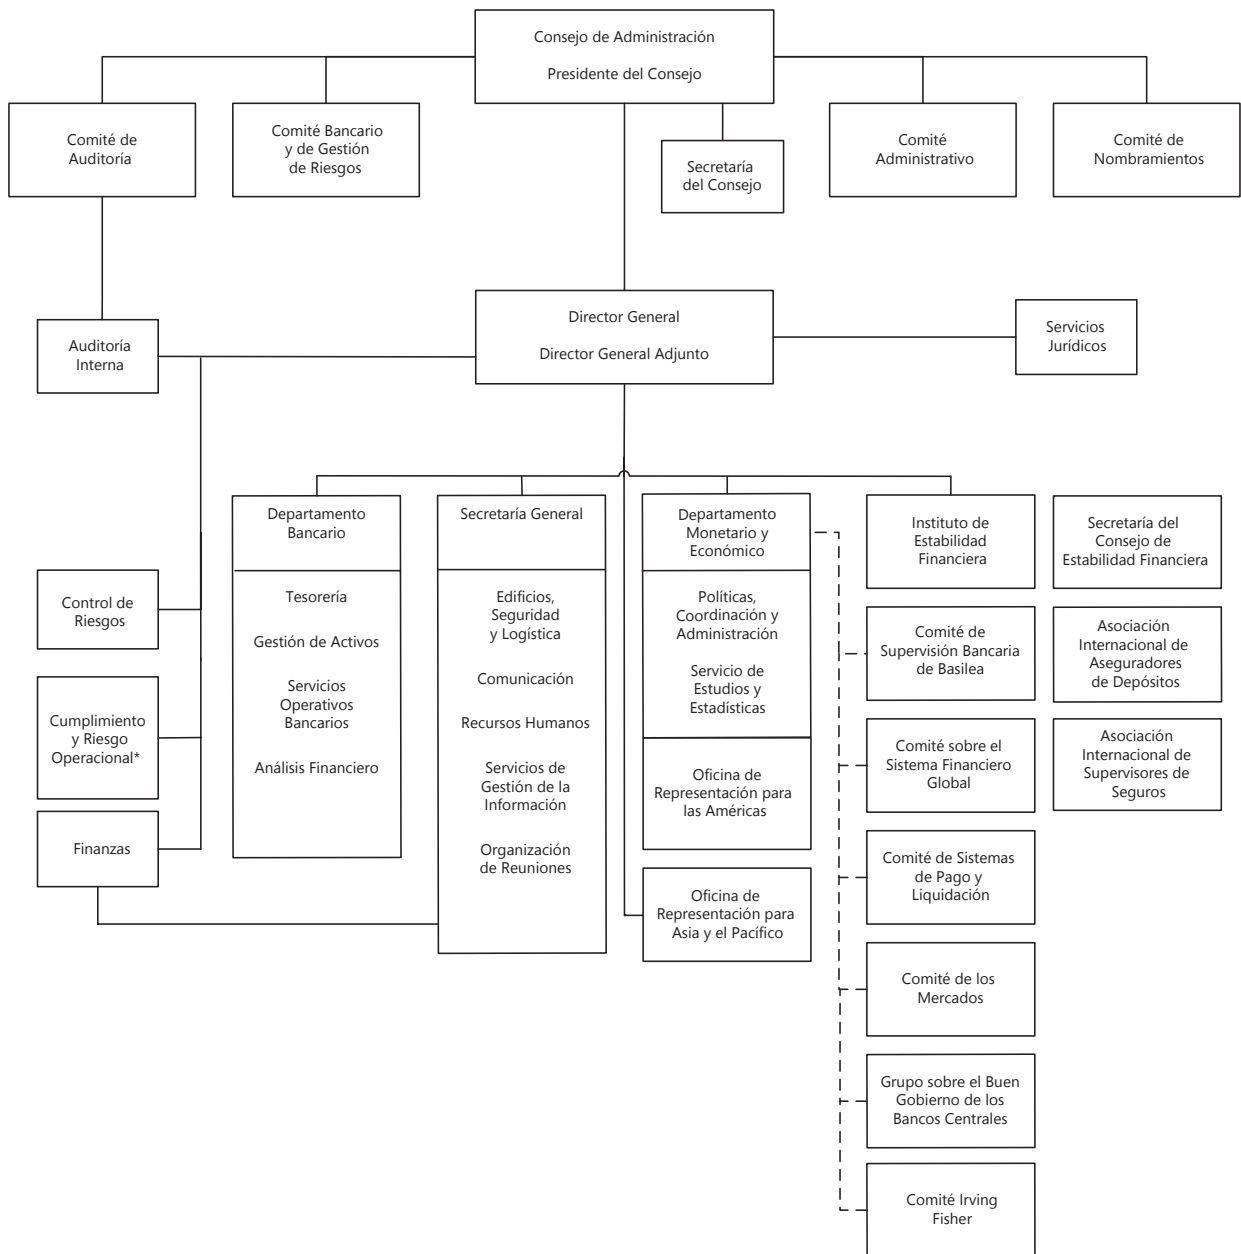 Consejo de Administración
Presidente del Consejo
Comité de
Auditoría
Comité Bancario
y de Gestión
de Riesgos
Secretaría
del Consejo
Comité
Administrativo
Comité de
Nombramientos
Auditoría
Interna
Director General
Director General Adjunto
Servicios
Jurídicos
Control de
Riesgos
Cumplimiento
y Riesgo
Operacional*
Finanzas
Departamento
Bancario
Tesorería
Gestión de Activos
Servicios
Operativos
Bancarios
Análisis Financiero
Secretaría General
Edificios,
Seguridad
y Logística
Comunicación
Recursos Humanos
Servicios de
Gestión de la
Información
Organización
de Reuniones
Departamento
Monetario y
Económico
Políticas,
Coordinación y
Administración
Servicio de
Estudios y
Estadísticas
Oficina de
Representación para
las Américas
Oficina de
Representación para
Asia y el Pacífico
Instituto de
Estabilidad
Financiera
Comité de
Supervisión Bancaria
de Basilea
Comité sobre el
Sistema Financiero
Global
Comité de Sistemas
de Pago y
Liquidación
Comité de los
Mercados
Grupo sobre el Buen
Gobierno de los
Bancos Centrales
Comité Irving
Fisher
Secretaría del
Consejo de
Estabilidad Financiera
Asociación
Internacional de
Aseguradores
de Depósitos
Asociación
Internacional de
Supervisores de
Seguros